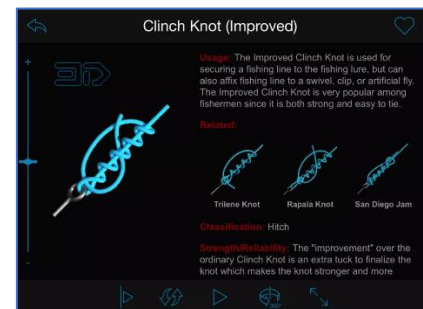 Clinch Knot (Improved)
+
3D
Usage: The Improved Clinch Knot is used for
securing a fishing line to the fishing lure, but can
also affix fishing line to a swivel, clip, or artificial fly.
The Improved Clinch Knot is very popular among
fishermen since it is both strong and easy to tie.
Related:
Trilene Knot Rapala Knot San Diego Jam
Classification: Hitch
Strength/Reliability: The "improvement" over the
ordinary Clinch Knot is an extra tuck to finalize the
knot which makes the knot stronger and more
-